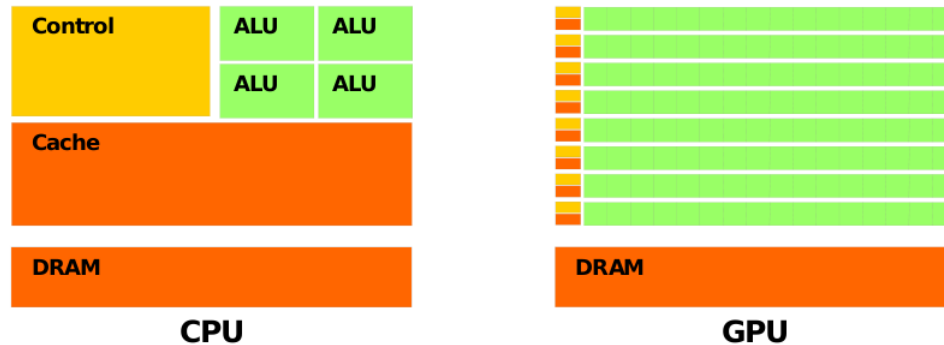 Control
ALU ALU
ALU ALU
Cache
DRAM
CPU
DRAM
GPU